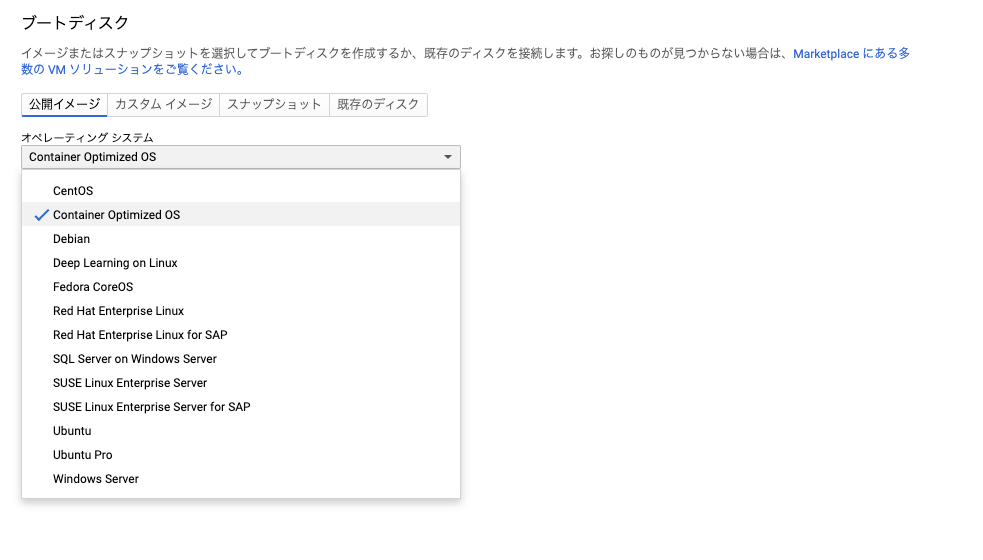 ブートディスク
イメージまたはスナップショットを選択してブートディスクを作成するか、既存のディスクを接続します。お探しのものが見つからない場合は、Marketplace にある多
数の VM ソリューションをご覧ください。
公開イメージ カスタム イメージ スナップショット 既存のディスク
オペレーティング システム
Container Optimized OS
CentOS
Container Optimized OS
Debian
Deep Learning on Linux
Fedora CoreOS
Red Hat Enterprise Linux
Red Hat Enterprise Linux for SAP
SQL Server on Windows Server
SUSE Linux Enterprise Server
SUSE Linux Enterprise Server for SAP
Ubuntu
Ubuntu Pro
Windows Server